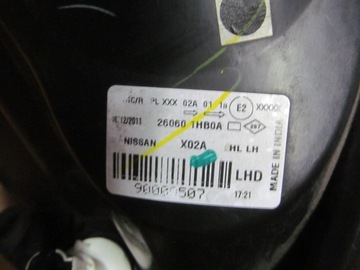 PL XXX 02A 01 1a E2 XXXXX
12/2011 26060 1HB0A
NISSAN X02A HL LH
LHD
17:21
MADE IN INDIA